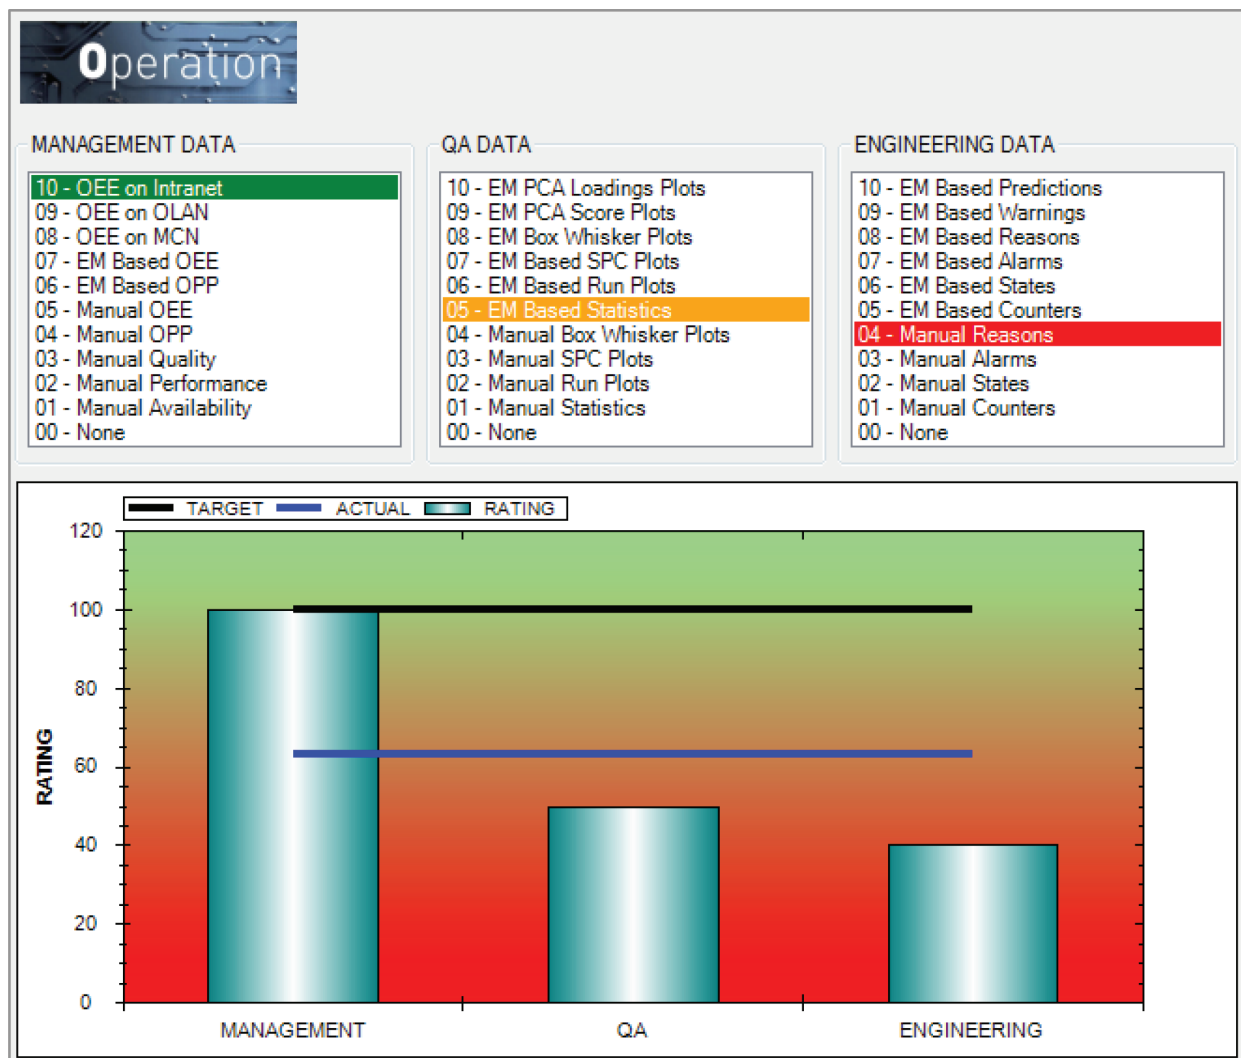 Operation
MANAGEMENT DATA
10 - OEE on Intranet
09 - OEE on OLAN
08 - OEE on MCN
07 - EM Based OEE
06 - EM Based OPP
05 - Manual OEE
04 - Manual OPP
03 - Manual Quality
02 - Manual Performance
01 - Manual Availability
00 - None
QA DATA
10 - EM PCA Loadings Plots
09 - EM PCA Score Plots
08 - EM Box Whisker Plots
07 - EM Based SPC Plots
06 - EM Based Run Plots
05 - EM Based Statistics
04 - Manual Box Whisker Plots
03 - Manual SPC Plots
02 - Manual Run Plots
01 - Manual Statistics
00 - None
ENGINEERING DATA
10 - EM Based Predictions
09 - EM Based Warnings
08 - EM Based Reasons
07 - EM Based Alarms
06 - EM Based States
05 - EM Based Counters
04 - Manual Reasons
03 - Manual Alarms
02 - Manual States
01 - Manual Counters
00 - None
TARGET ACTUAL RATING
120
100
80
60
40
20
0
RATING
MANAGEMENT QA ENGINEERING